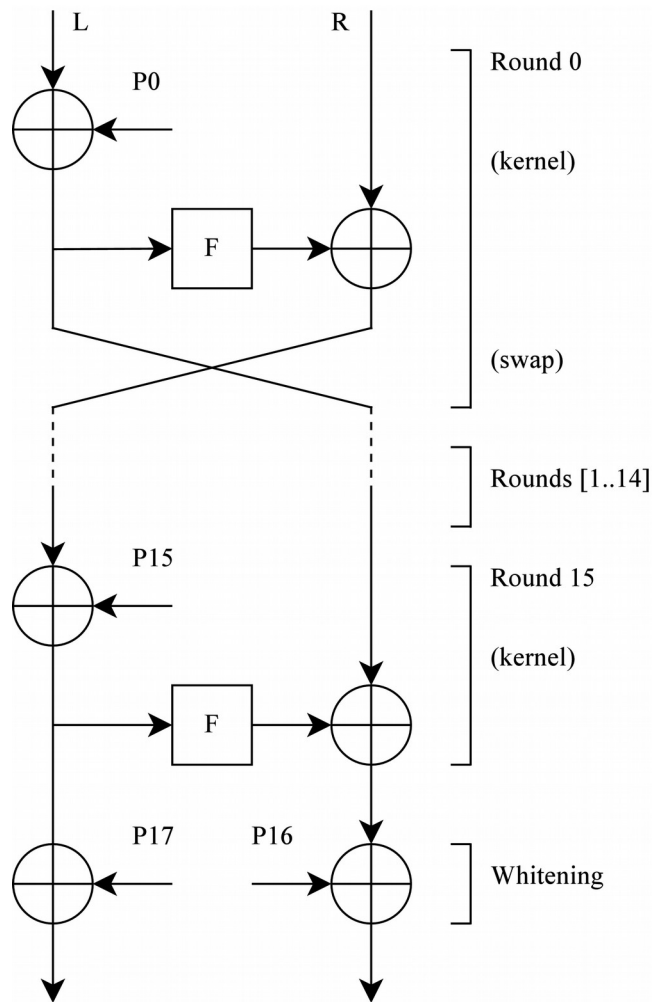 L
R
P0
Round 0
(kernel)
F
(swap)
Rounds [1..14]
P15
Round 15
(kernel)
F
P17
P16
Whitening